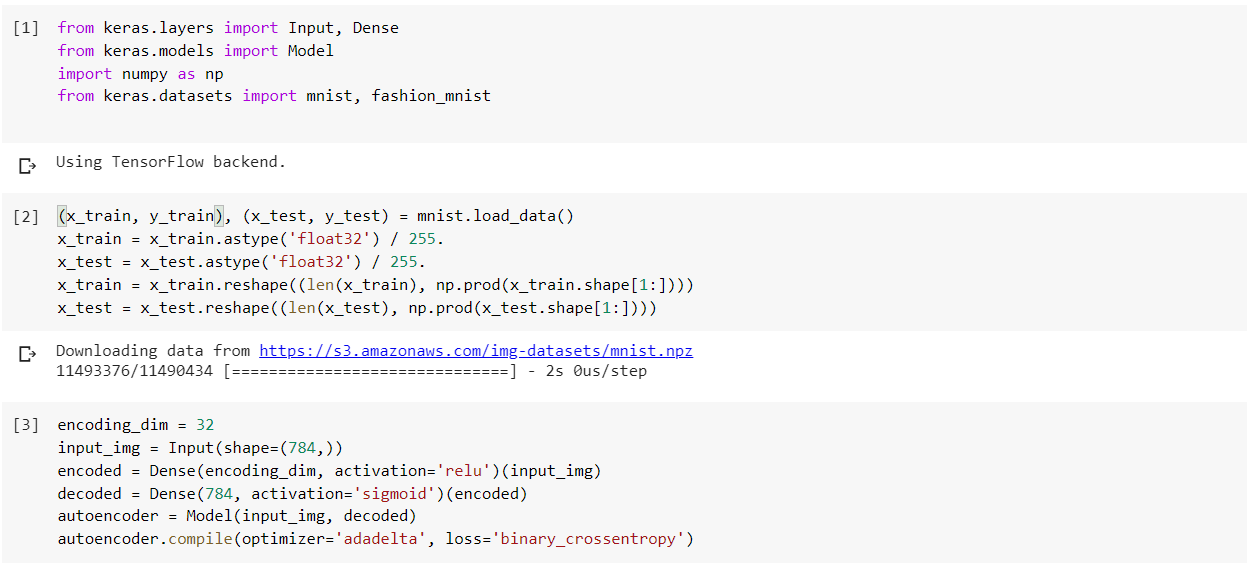 [1] from keras.layers import Input, Dense
from keras.models import Model
import numpy as np
from keras.datasets import mnist, fashion_mnist
Using TensorFlow backend.
[2] (x_train, y_train), (x_test, y_test) = mnist.load_data()
x_train = x_train.astype('float32') / 255.
x_test = x_test.astype('float32') / 255.
x_train = x_train.reshape((len(x_train), np.prod(x_train.shape[1:])))
x_test = x_test.reshape((len(x_test), np.prod(x_test.shape[1:])))
Downloading data from https://s3.amazonaws.com/img-datasets/mnist.npz
11493376/11490434 [==============================] - 2s 0us/step
[3] encoding_dim = 32
input_img = Input(shape=(784,))
encoded = Dense(encoding_dim, activation='relu')(input_img)
decoded = Dense(784, activation='sigmoid')(encoded)
autoencoder = Model(input_img, decoded)
autoencoder.compile(optimizer='adadelta', loss='binary_crossentropy')